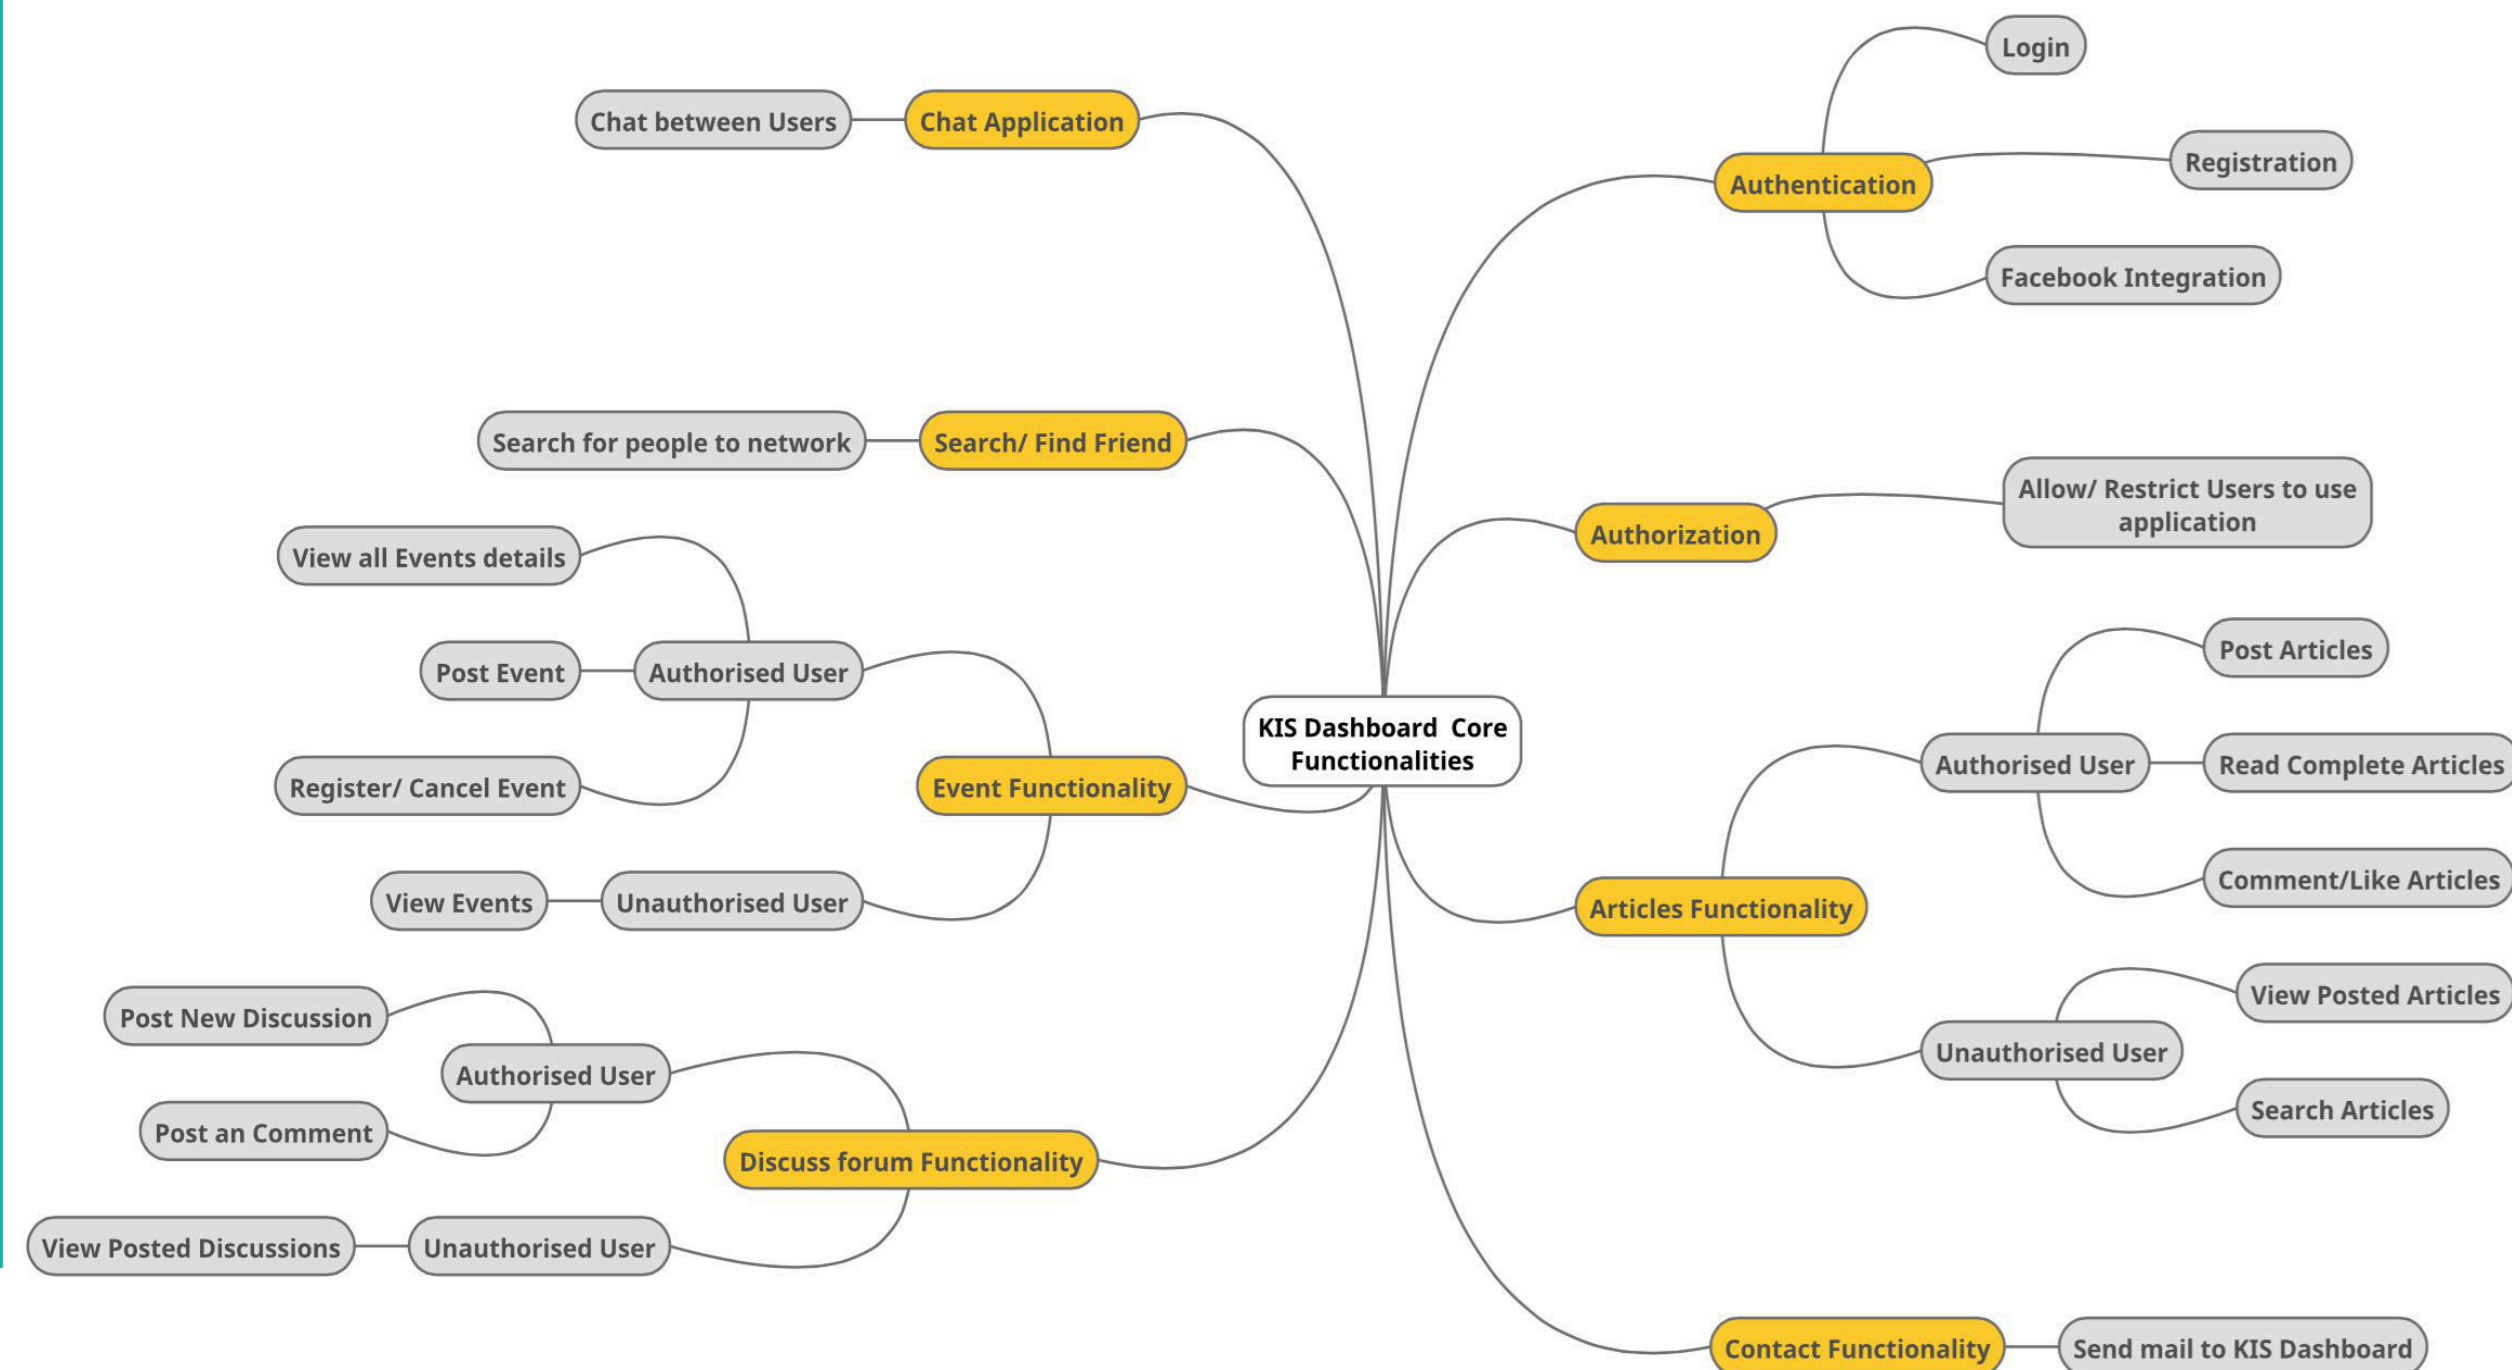 KIS Dashboard  Core
Functionalities
Chat Application
Chat between Users
Search/ Find Friend
Search for people to network
Event Functionality
Authorised User
View all Events details
Post Event
Register/ Cancel Event
Unauthorised User
View Events
Discuss forum Functionality
Authorised User
Post New Discussion
Post an Comment
Unauthorised User
View Posted Discussions
Authentication
Login
Registration
Facebook Integration
Authorization
Allow/ Restrict Users to use
application
Articles Functionality
Authorised User
Post Articles
Read Complete Articles
Comment/Like Articles
Unauthorised User
View Posted Articles
Search Articles
Contact Functionality
Send mail to KIS Dashboard